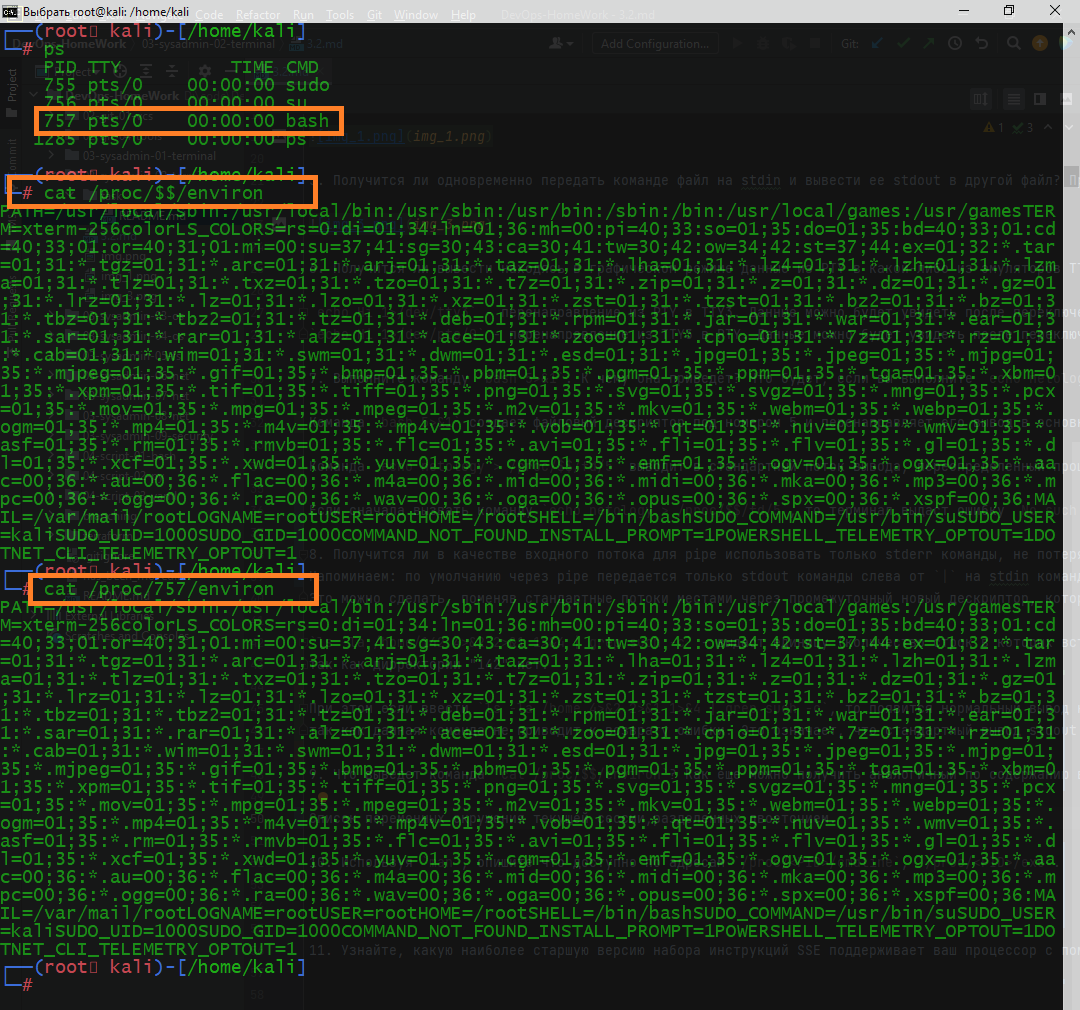 Выбрать root@kali: /home/kali
┌──(root kali)-[/home/kali]
└─# ps
PID TTY TIME CMD
755 pts/0 00:00:00 sudo
756 pts/0 00:00:00 su
757 pts/0 00:00:00 bash
1285 pts/0 00:00:00 ps
┌──(root kali)-[/home/kali]
└─# cat /proc/$$/environ
PATH=/usr/local/sbin:/usr/local/bin:/usr/sbin:/usr/bin:/sbin:/bin:/usr/local/games:/usr/gamesTER
M=xterm-256colorLS_COLORS=rs=0:di=01;34:ln=01;36:mh=00:pi=40;33:so=01;35:do=01;35:bd=40;33;01:cd
=40;33;01:or=40;31;01:mi=00:su=37;41:sg=30;43:ca=30;41:tw=30;42:ow=34;42:st=37;44:ex=01;32:*.tar
=01;31:*.tgz=01;31:*.arc=01;31:*.arj=01;31:*.taz=01;31:*.lha=01;31:*.lz4=01;31:*.lzh=01;31:*.lzm
a=01;31:*.tlz=01;31:*.txz=01;31:*.tzo=01;31:*.t7z=01;31:*.zip=01;31:*.z=01;31:*.dz=01;31:*.gz=01
;31:*.lrz=01;31:*.lz=01;31:*.lzo=01;31:*.xz=01;31:*.zst=01;31:*.tzst=01;31:*.bz2=01;31:*.bz=01;3
1:*.tbz=01;31:*.tbz2=01;31:*.tz=01;31:*.deb=01;31:*.rpm=01;31:*.jar=01;31:*.war=01;31:*.ear=01;3
1:*.sar=01;31:*.rar=01;31:*.alz=01;31:*.ace=01;31:*.zoo=01;31:*.cpio=01;31:*.7z=01;31:*.rz=01;31
:*.cab=01;31:*.wim=01;31:*.swm=01;31:*.dwm=01;31:*.esd=01;31:*.jpg=01;35:*.jpeg=01;35:*.mjpg=01;
35:*.mjpeg=01;35:*.gif=01;35:*.bmp=01;35:*.pbm=01;35:*.pgm=01;35:*.ppm=01;35:*.tga=01;35:*.xbm=0
1;35:*.xpm=01;35:*.tif=01;35:*.tiff=01;35:*.png=01;35:*.svg=01;35:*.svgz=01;35:*.mng=01;35:*.pcx
=01;35:*.mov=01;35:*.mpg=01;35:*.mpeg=01;35:*.m2v=01;35:*.mkv=01;35:*.webm=01;35:*.webp=01;35:*.
ogm=01;35:*.mp4=01;35:*.m4v=01;35:*.mp4v=01;35:*.vob=01;35:*.qt=01;35:*.nuv=01;35:*.wmv=01;35:*.
asf=01;35:*.rm=01;35:*.rmvb=01;35:*.flc=01;35:*.avi=01;35:*.fli=01;35:*.flv=01;35:*.gl=01;35:*.d
l=01;35:*.xcf=01;35:*.xwd=01;35:*.yuv=01;35:*.cgm=01;35:*.emf=01;35:*.ogv=01;35:*.ogx=01;35:*.aa
c=00;36:*.au=00;36:*.flac=00;36:*.m4a=00;36:*.mid=00;36:*.midi=00;36:*.mka=00;36:*.mp3=00;36:*.m
pc=00;36:*.ogg=00;36:*.ra=00;36:*.wav=00;36:*.oga=00;36:*.opus=00;36:*.spx=00;36:*.xspf=00;36:MA
IL=/var/mail/rootLOGNAME=rootUSER=rootHOME=/rootSHELL=/bin/bashSUDO_COMMAND=/usr/bin/suSUDO_USER
=kaliSUDO_UID=1000SUDO_GID=1000COMMAND_NOT_FOUND_INSTALL_PROMPT=1POWERSHELL_TELEMETRY_OPTOUT=1DO
TNET_CLI_TELEMETRY_OPTOUT=1
┌──(root kali)-[/home/kali]
└─# cat /proc/757/environ
PATH=/usr/local/sbin:/usr/local/bin:/usr/sbin:/usr/bin:/sbin:/bin:/usr/local/games:/usr/gamesTER
M=xterm-256colorLS_COLORS=rs=0:di=01;34:ln=01;36:mh=00:pi=40;33:so=01;35:do=01;35:bd=40;33;01:cd
=40;33;01:or=40;31;01:mi=00:su=37;41:sg=30;43:ca=30;41:tw=30;42:ow=34;42:st=37;44:ex=01;32:*.tar
=01;31:*.tgz=01;31:*.arc=01;31:*.arj=01;31:*.taz=01;31:*.lha=01;31:*.lz4=01;31:*.lzh=01;31:*.lzm
a=01;31:*.tlz=01;31:*.txz=01;31:*.tzo=01;31:*.t7z=01;31:*.zip=01;31:*.z=01;31:*.dz=01;31:*.gz=01
;31:*.lrz=01;31:*.lz=01;31:*.lzo=01;31:*.xz=01;31:*.zst=01;31:*.tzst=01;31:*.bz2=01;31:*.bz=01;3
1:*.tbz=01;31:*.tbz2=01;31:*.tz=01;31:*.deb=01;31:*.rpm=01;31:*.jar=01;31:*.war=01;31:*.ear=01;3
1:*.sar=01;31:*.rar=01;31:*.alz=01;31:*.ace=01;31:*.zoo=01;31:*.cpio=01;31:*.7z=01;31:*.rz=01;31
:*.cab=01;31:*.wim=01;31:*.swm=01;31:*.dwm=01;31:*.esd=01;31:*.jpg=01;35:*.jpeg=01;35:*.mjpg=01;
35:*.mjpeg=01;35:*.gif=01;35:*.bmp=01;35:*.pbm=01;35:*.pgm=01;35:*.ppm=01;35:*.tga=01;35:*.xbm=0
1;35:*.xpm=01;35:*.tif=01;35:*.tiff=01;35:*.png=01;35:*.svg=01;35:*.svgz=01;35:*.mng=01;35:*.pcx
=01;35:*.mov=01;35:*.mpg=01;35:*.mpeg=01;35:*.m2v=01;35:*.mkv=01;35:*.webm=01;35:*.webp=01;35:*.
ogm=01;35:*.mp4=01;35:*.m4v=01;35:*.mp4v=01;35:*.vob=01;35:*.qt=01;35:*.nuv=01;35:*.wmv=01;35:*.
asf=01;35:*.rm=01;35:*.rmvb=01;35:*.flc=01;35:*.avi=01;35:*.fli=01;35:*.flv=01;35:*.gl=01;35:*.d
l=01;35:*.xcf=01;35:*.xwd=01;35:*.yuv=01;35:*.cgm=01;35:*.emf=01;35:*.ogv=01;35:*.ogx=01;35:*.aa
c=00;36:*.au=00;36:*.flac=00;36:*.m4a=00;36:*.mid=00;36:*.midi=00;36:*.mka=00;36:*.mp3=00;36:*.m
pc=00;36:*.ogg=00;36:*.ra=00;36:*.wav=00;36:*.oga=00;36:*.opus=00;36:*.spx=00;36:*.xspf=00;36:MA
IL=/var/mail/rootLOGNAME=rootUSER=rootHOME=/rootSHELL=/bin/bashSUDO_COMMAND=/usr/bin/suSUDO_USER
=kaliSUDO_UID=1000SUDO_GID=1000COMMAND_NOT_FOUND_INSTALL_PROMPT=1POWERSHELL_TELEMETRY_OPTOUT=1DO
TNET_CLI_TELEMETRY_OPTOUT=1
11. Узнайте, какую наиболее старшую версию набора инструкций SSE поддерживает ваш процессор с
┌──(root kali)-[/home/kali]
└─#